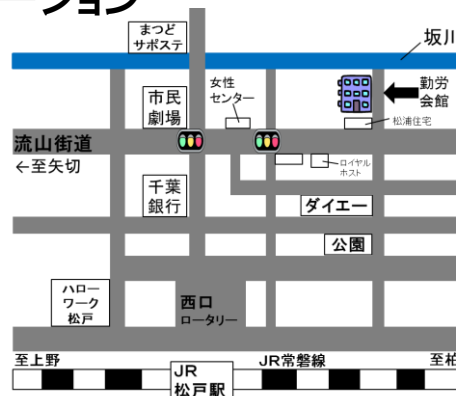 ーション
まつど
サポステ
坂川
市民
劇場
女性
センター
勤労
会館
松浦住宅
流山街道
←至矢切
ロイヤル
ホスト
千葉
銀行
ダイエー
公園
ハロー
ワーク
松戸
西口
ロータリー
至上野
JR常磐線
至柏
JR
松戸駅